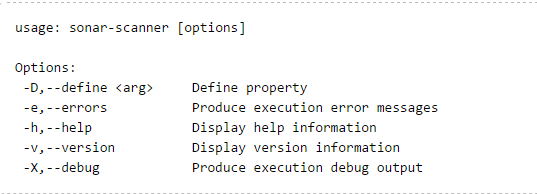 usage: sonar-scanner [options]
Options:
-D,--define <arg> Define property
-e,--errors Produce execution error messages
-h,--help Display help information
-v,--version Display version information
-X,--debug Produce execution debug output